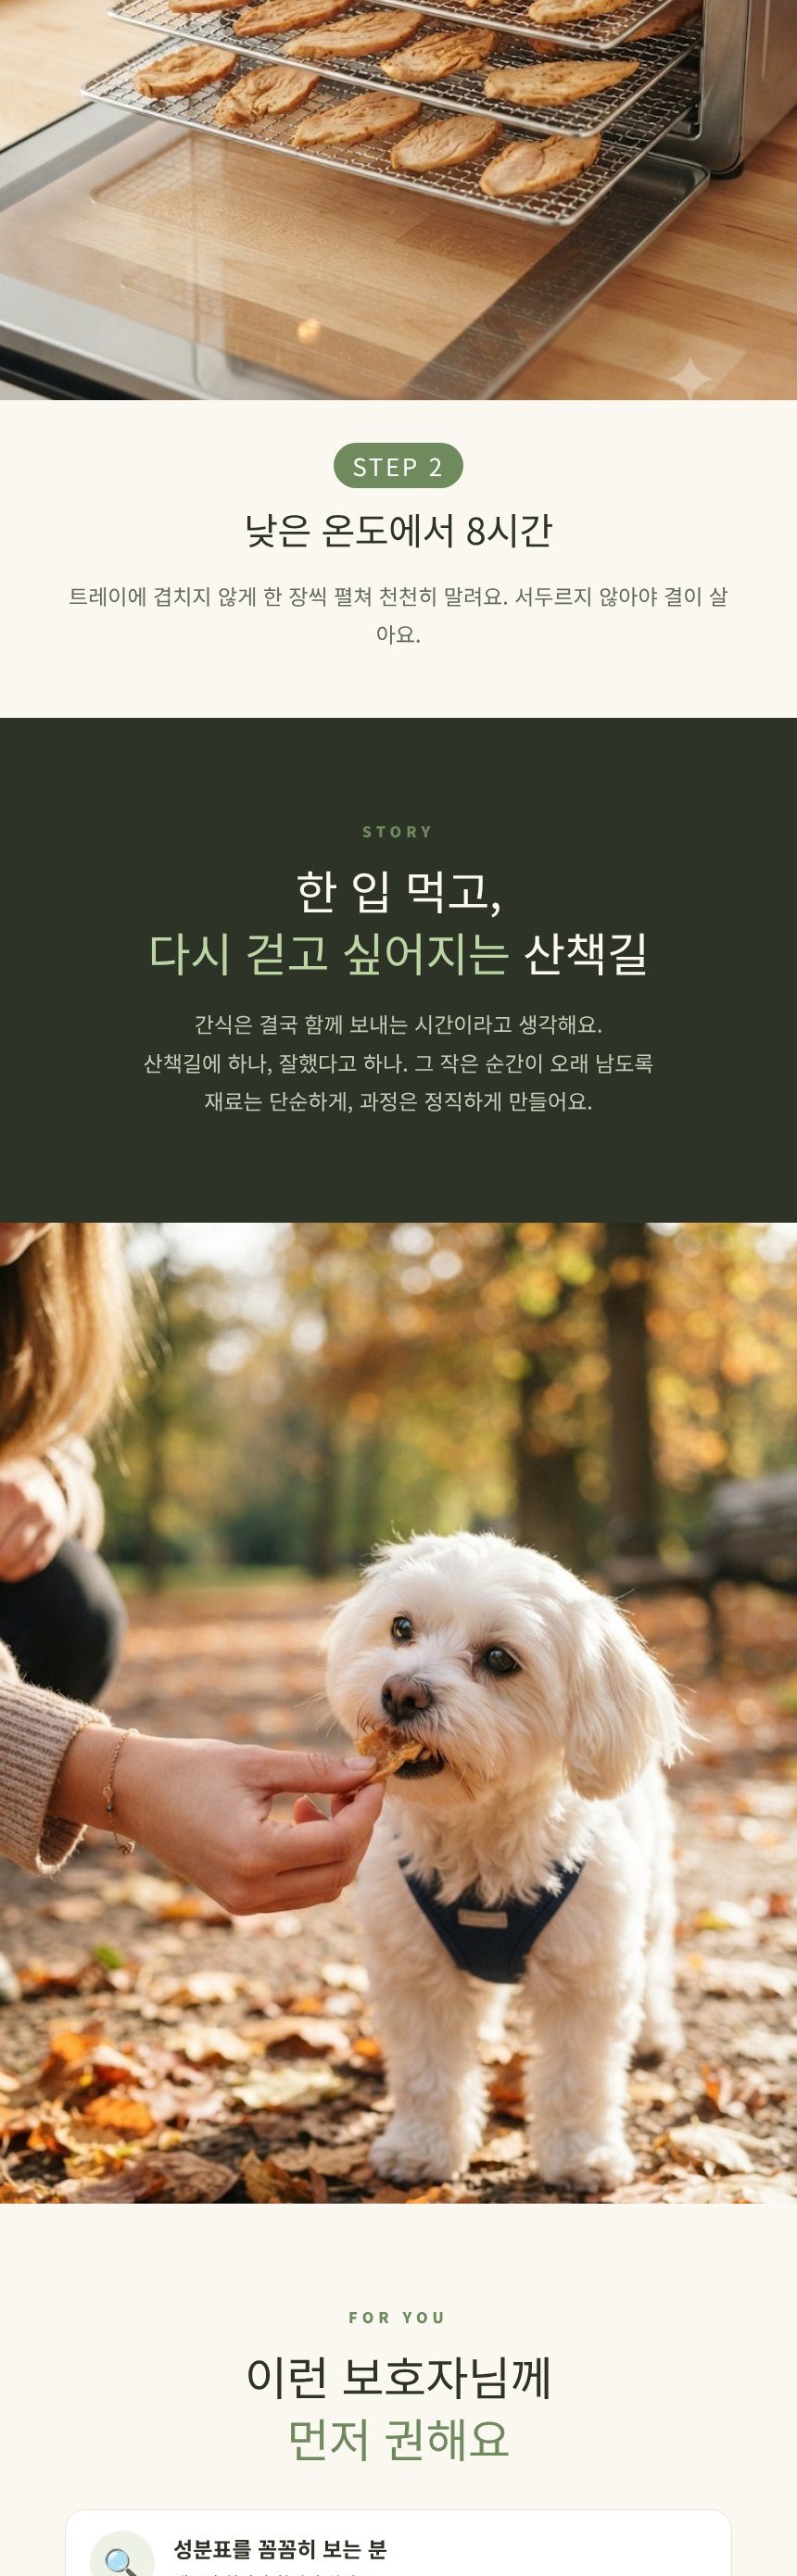 STEP 2
낮은 온도에서 8시간
트레이에 겹치지 않게 한 장씩 펼쳐 천천히 말려요. 서두르지 않아야 결이 살
아요.
STORY
한 입 먹고,
다시 걷고 싶어지는 산책길
간식은 결국 함께 보내는 시간이라고 생각해요.
산책길에 하나, 잘했다고 하나. 그 작은 순간이 오래 남도록
재료는 단순하게, 과정은 정직하게 만들어요.
FOR YOU
이런 보호자님께
먼저 권해요
성분표를 꼼꼼히 보는 분